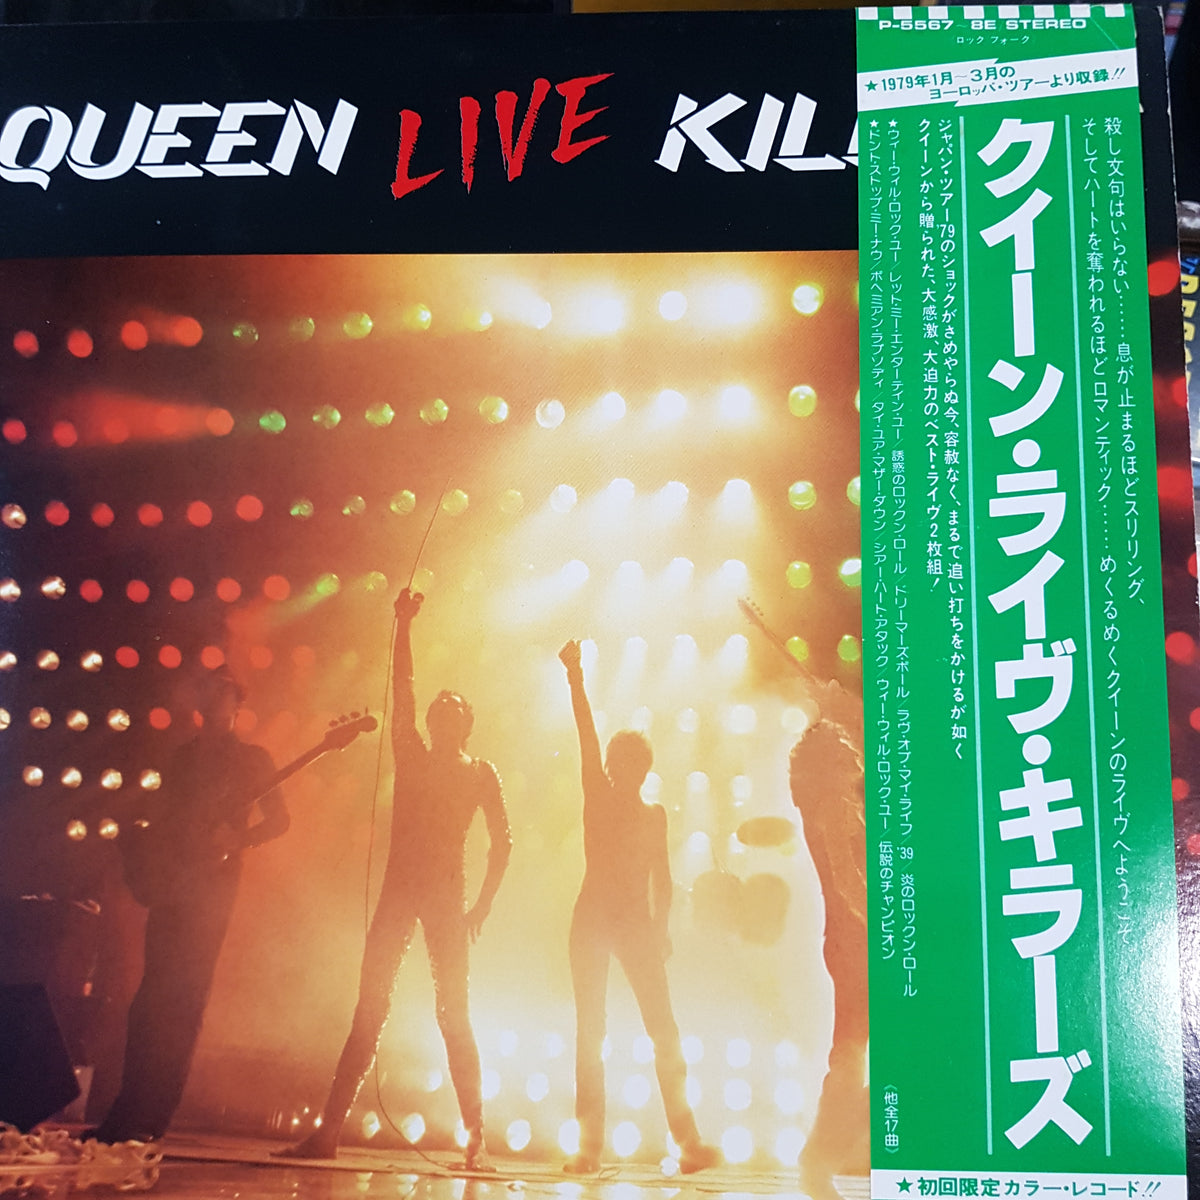 QUEEN LIVE KILL
P-5567~8E STEREO
ロック フォーク
★1979年1月～3月の
ヨーロッパ・ツアーより収録!!
殺し文句はいらない……息が止まるほどスリリング、
そしてハートを奪われるほどロマンティック……めくるめくクイーンのライヴへようこそ
クイーン・ライヴ・キラーズ
ジャパン・ツアー'79のショックがさめやらぬ今、容赦なく、まるで追い打ちをかけるが如く
クイーンから贈られた、大感激、大迫力のベスト・ライヴ2枚組!
★ウィー・ウィル・ロック・ユー/レット・ミー・エンターテイン・ユー/誘惑のロックン・ロール/ドリーマーズ・ボール/ラヴ・オブ・マイ・ライフ/'39/炎のロックン・ロール
★ドント・ストップ・ミー・ナウ/ボヘミアン・ラプソディ/タイ・ユア・マザー・ダウン/シアー・ハート・アタック/ウィー・ウィル・ロック・ユー/伝説のチャンピオン
〈他全17曲〉
★初回限定カラー・レコード!!